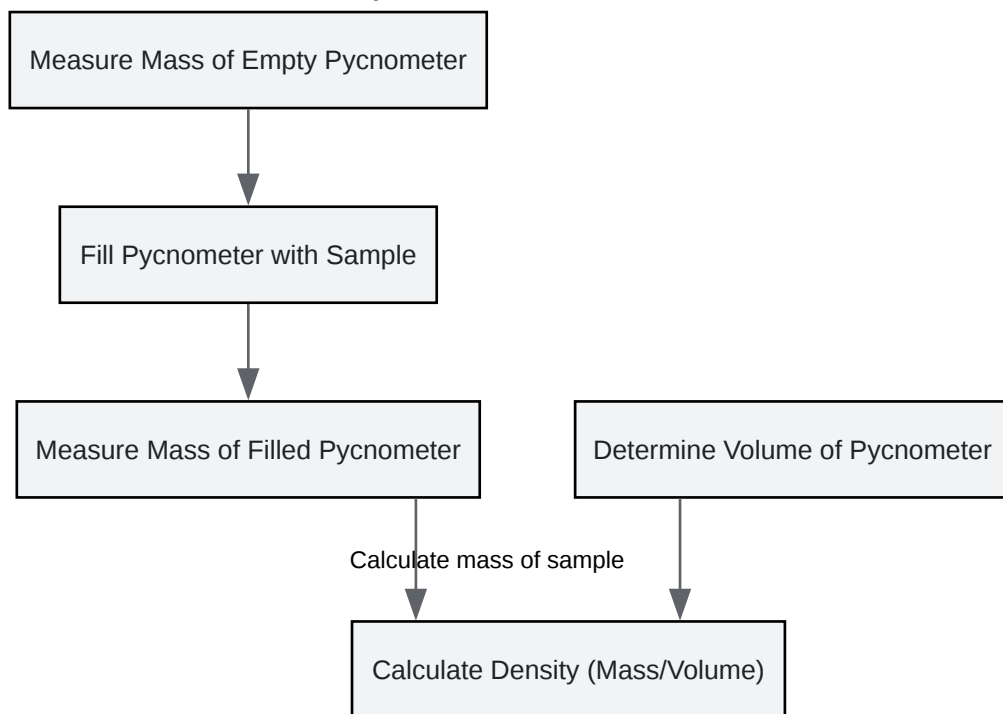 Measure Mass of Empty Pycnometer
Fill Pycnometer with Sample
Measure Mass of Filled Pycnometer
Determine Volume of Pycnometer
Calculate mass of sample
Calculate Density (Mass/Volume)